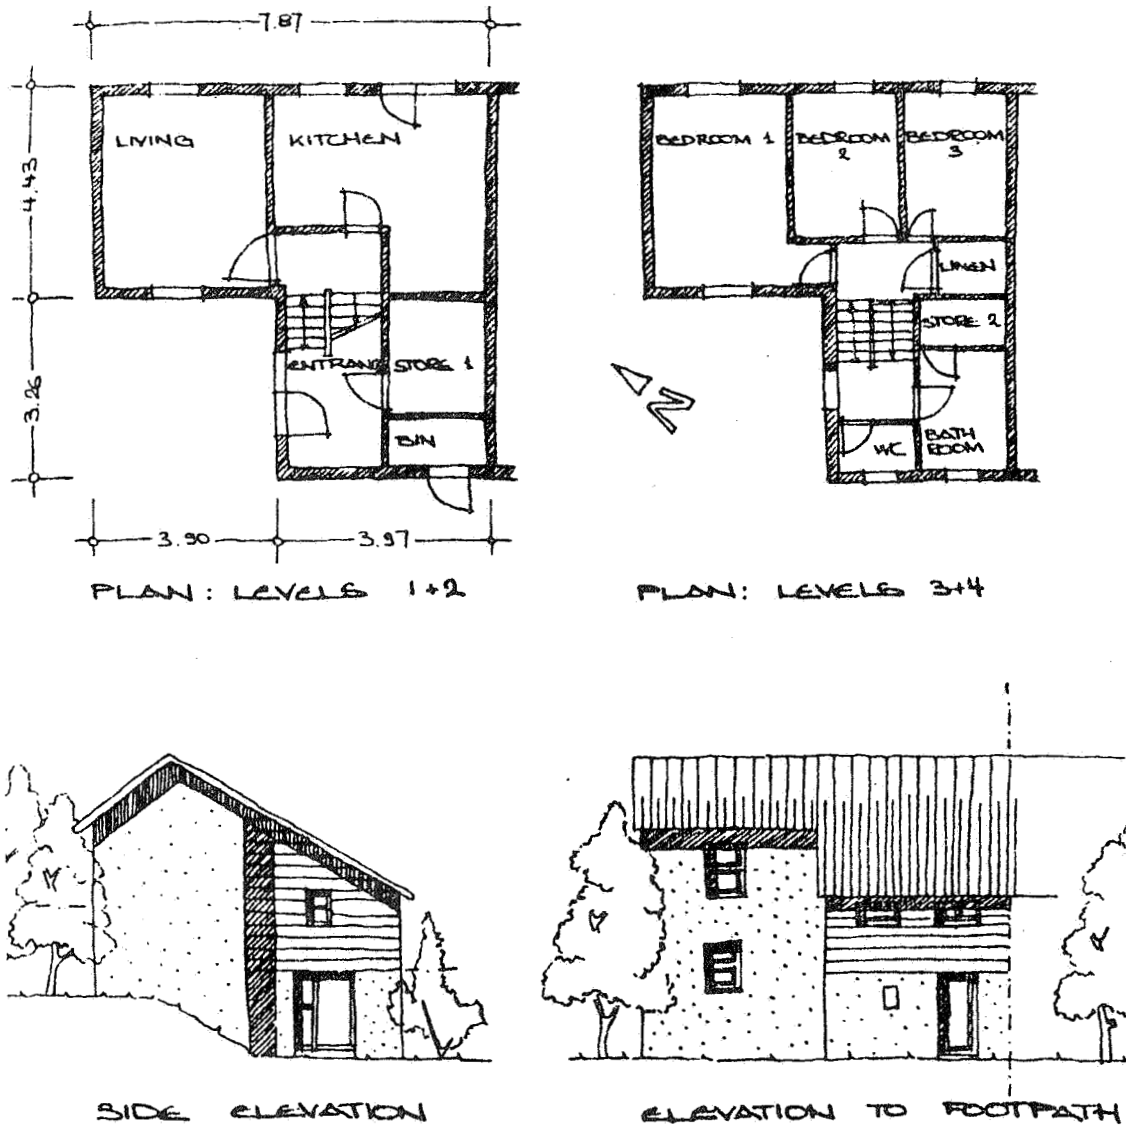 7.87
LIVING
KITCHEN
4.43
3.26
ENTRANC
STORE 1
BIN
3.90
3.97
PLAN: LEVELS 1+2
BEDROOM 1
BEDROOM
2
BEDROOM
3
LINEN
STORE 2
WC
BATH
ROOM
N
PLAN: LEVELS 3+4
SIDE ELEVATION
ELEVATION TO FOOTPATH